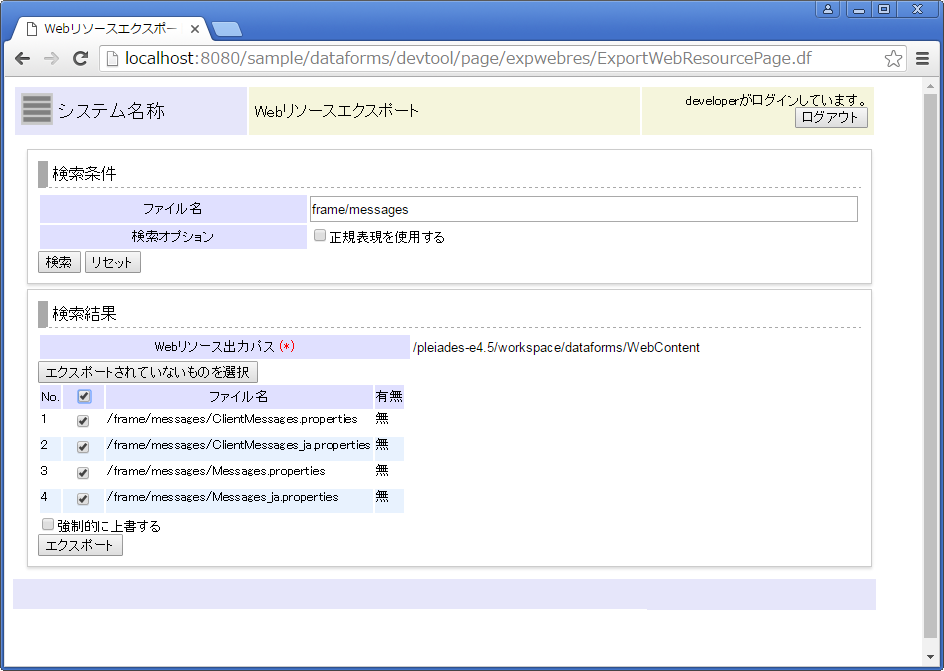 Webリソースエクスポー
localhost:8080/sample/dataforms/devtool/page/expwebres/ExportWebResourcePage.df
システム名称
Webリソースエクスポート
developerがログインしています。
ログアウト
検索条件
ファイル名 frame/messages
検索オプション 正規表現を使用する
検索 リセット
検索結果
Webリソース出力パス (*) /pleiades-e4.5/workspace/dataforms/WebContent
エクスポートされていないものを選択
No. ファイル名 有無
1 /frame/messages/ClientMessages.properties 無
2 /frame/messages/ClientMessages_ja.properties 無
3 /frame/messages/Messages.properties 無
4 /frame/messages/Messages_ja.properties 無
強制的に上書する
エクスポート